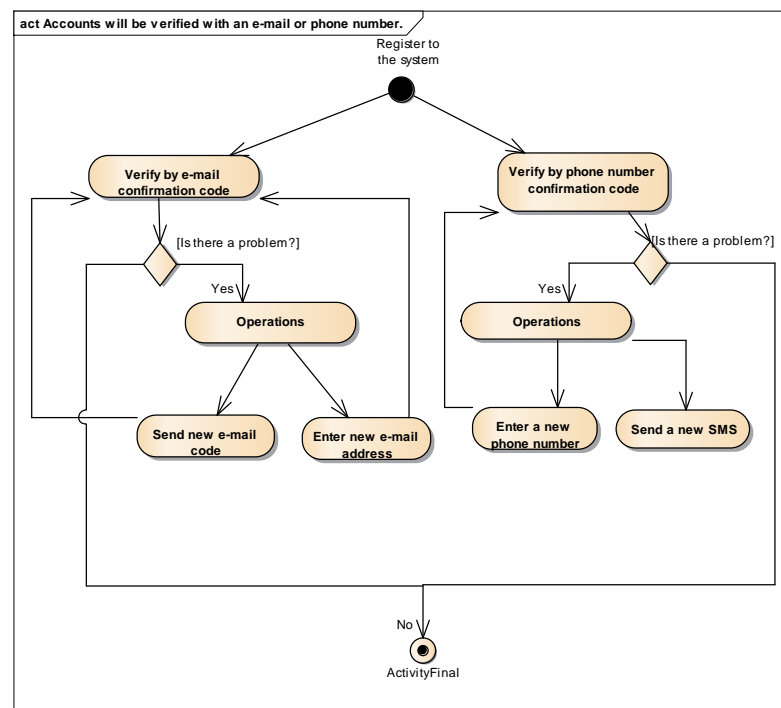 act Accounts will be verified with an e-mail or phone number.
Register to
the system
Verify by e-mail
confirmation code
Verify by phone number
confirmation code
[Is there a problem?]
[Is there a problem?]
Yes
Yes
Operations
Operations
Send new e-mail
code
Enter new e-mail
address
Enter a new
phone number
Send a new SMS
No
ActivityFinal